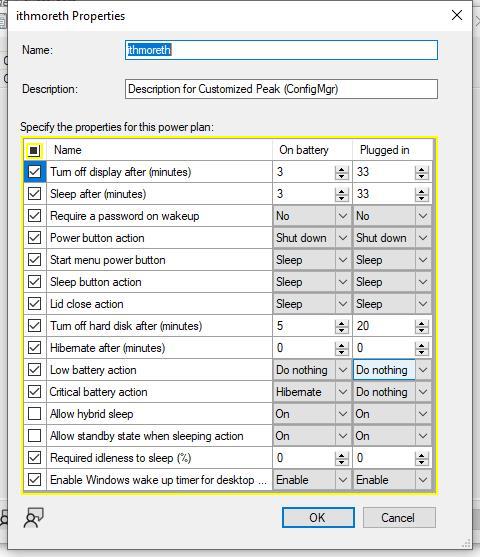 ithmoreth Properties
Name: ithmoreth
Description: Description for Customized Peak (ConfigMgr)
Specify the properties for this power plan:
Name On battery Plugged in
Turn off display after (minutes) 3 33
Sleep after (minutes) 3 33
Require a password on wakeup No No
Power button action Shut down Shut down
Start menu power button Sleep Sleep
Sleep button action Sleep Sleep
Lid close action Sleep Sleep
Turn off hard disk after (minutes) 5 20
Hibernate after (minutes) 0 0
Low battery action Do nothing Do nothing
Critical battery action Hibernate Do nothing
Allow hybrid sleep On On
Allow standby state when sleeping action On On
Required idleness to sleep (%) 0 0
Enable Windows wake up timer for desktop ... Enable Enable
OK Cancel